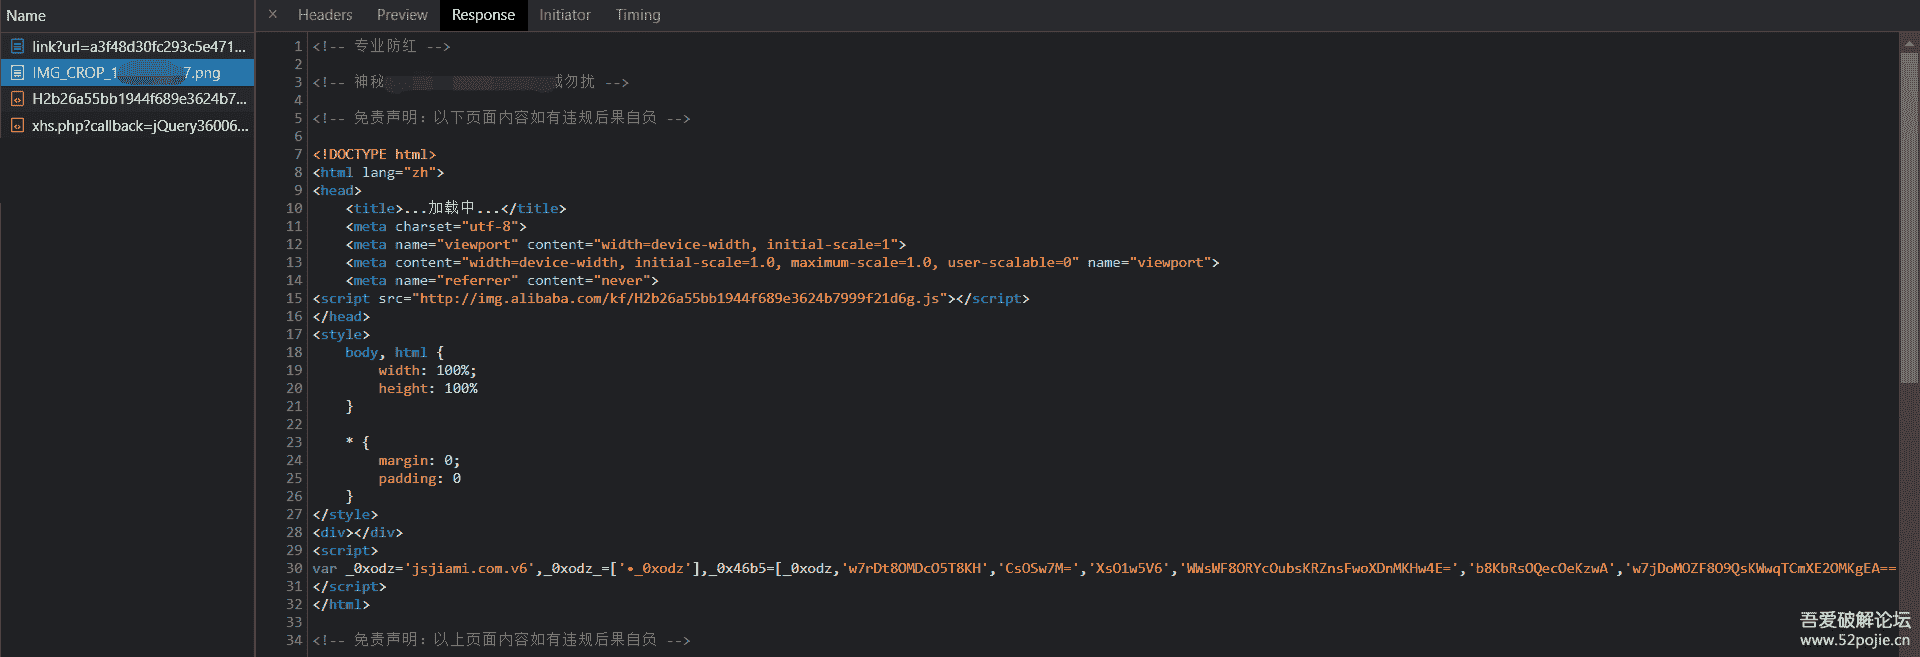 Name
× Headers Preview Response Initiator Timing
link?url=a3f48d30fc293c5e471...
IMG_CROP_1 7.png
H2b26a55bb1944f689e3624b7...
xhs.php?callback=jQuery36006...
1 <!-- 专业防红 -->
2
3 <!-- 神秘 勿扰 -->
4
5 <!-- 免责声明：以下页面内容如有违规后果自负 -->
6
7 <!DOCTYPE html>
8 <html lang="zh">
9 <head>
10 <title>...加载中...</title>
11 <meta charset="utf-8">
12 <meta name="viewport" content="width=device-width, initial-scale=1">
13 <meta content="width=device-width, initial-scale=1.0, maximum-scale=1.0, user-scalable=0" name="viewport">
14 <meta name="referrer" content="never">
15 <script src="http://img.alibaba.com/kf/H2b26a55bb1944f689e3624b7999f21d6g.js"></script>
16 </head>
17 <style>
18 body, html {
19 width: 100%;
20 height: 100%
21 }
22
23 * {
24 margin: 0;
25 padding: 0
26 }
27 </style>
28 <div></div>
29 <script>
30 var _0xodz='jsjiami.com.v6',_0xodz_=['•_0xodz'],_0x46b5=[_0xodz,'w7rDt8OMDcO5T8KH','CsOSw7M=','XsO1w5V6','WWsWF8ORYcOubsKRZnsFwoXDnMKHw4E=','b8KbRsOQecOeKzwA','w7jDoMOZF8O9QsKWwqTCmXE2OMKgEA==
31 </script>
32 </html>
33
34 <!-- 免责声明：以上页面内容如有违规后果自负 -->
吾爱破解论坛
www.52pojie.cn